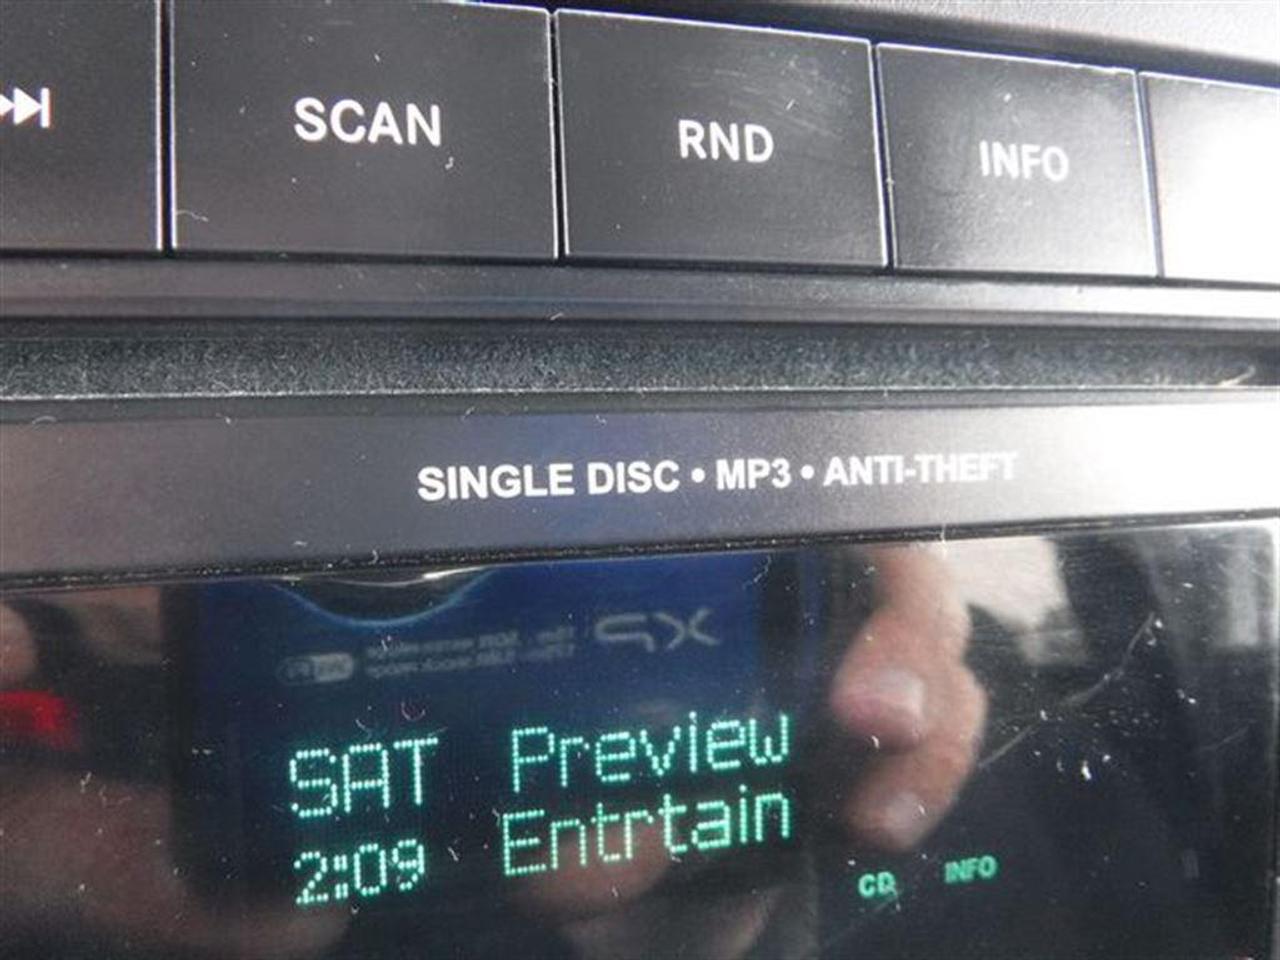 SCAN RND INFO
SINGLE DISC • MP3 • ANTI-THEFT
SAT Preview
2:09 Entrtain
CD INFO